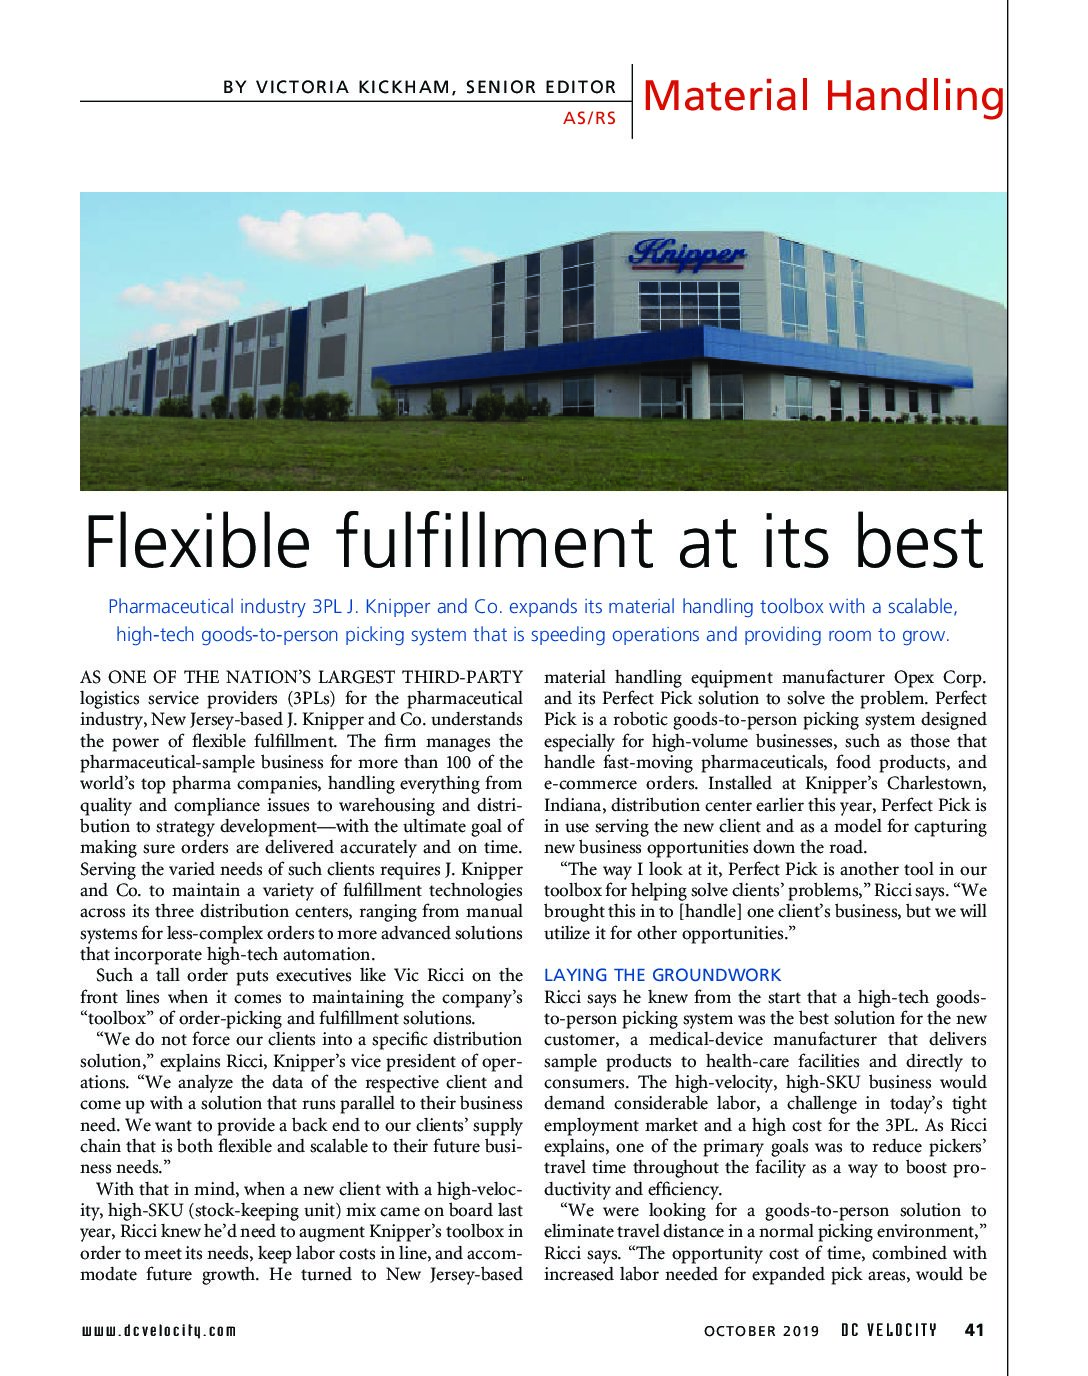 BY VICTORIA KICKHAM, SENIOR EDITOR
AS/RS
Material Handling
Knipper
Flexible fulfillment at its best
Pharmaceutical industry 3PL J. Knipper and Co. expands its material handling toolbox with a scalable,
high-tech goods-to-person picking system that is speeding operations and providing room to grow.
AS ONE OF THE NATION’S LARGEST THIRD-PARTY
logistics service providers (3PLs) for the pharmaceutical
industry, New Jersey-based J. Knipper and Co. understands
the power of flexible fulfillment. The firm manages the
pharmaceutical-sample business for more than 100 of the
world’s top pharma companies, handling everything from
quality and compliance issues to warehousing and distri-
bution to strategy development—with the ultimate goal of
making sure orders are delivered accurately and on time.
Serving the varied needs of such clients requires J. Knipper
and Co. to maintain a variety of fulfillment technologies
across its three distribution centers, ranging from manual
systems for less-complex orders to more advanced solutions
that incorporate high-tech automation.
Such a tall order puts executives like Vic Ricci on the
front lines when it comes to maintaining the company’s
“toolbox” of order-picking and fulfillment solutions.
“We do not force our clients into a specific distribution
solution,” explains Ricci, Knipper’s vice president of oper-
ations. “We analyze the data of the respective client and
come up with a solution that runs parallel to their business
need. We want to provide a back end to our clients’ supply
chain that is both flexible and scalable to their future busi-
ness needs.”
With that in mind, when a new client with a high-veloc-
ity, high-SKU (stock-keeping unit) mix came on board last
year, Ricci knew he’d need to augment Knipper’s toolbox in
order to meet its needs, keep labor costs in line, and accom-
modate future growth. He turned to New Jersey-based
material handling equipment manufacturer Opex Corp.
and its Perfect Pick solution to solve the problem. Perfect
Pick is a robotic goods-to-person picking system designed
especially for high-volume businesses, such as those that
handle fast-moving pharmaceuticals, food products, and
e-commerce orders. Installed at Knipper’s Charlestown,
Indiana, distribution center earlier this year, Perfect Pick is
in use serving the new client and as a model for capturing
new business opportunities down the road.
“The way I look at it, Perfect Pick is another tool in our
toolbox for helping solve clients’ problems,” Ricci says. “We
brought this in to [handle] one client’s business, but we will
utilize it for other opportunities.”
LAYING THE GROUNDWORK
Ricci says he knew from the start that a high-tech goods-
to-person picking system was the best solution for the new
customer, a medical-device manufacturer that delivers
sample products to health-care facilities and directly to
consumers. The high-velocity, high-SKU business would
demand considerable labor, a challenge in today’s tight
employment market and a high cost for the 3PL. As Ricci
explains, one of the primary goals was to reduce pickers’
travel time throughout the facility as a way to boost pro-
ductivity and efficiency.
“We were looking for a goods-to-person solution to
eliminate travel distance in a normal picking environment,”
Ricci says. “The opportunity cost of time, combined with
increased labor needed for expanded pick areas, would be
www.dcvelocity.com
OCTOBER 2019 DC VELOCITY 41